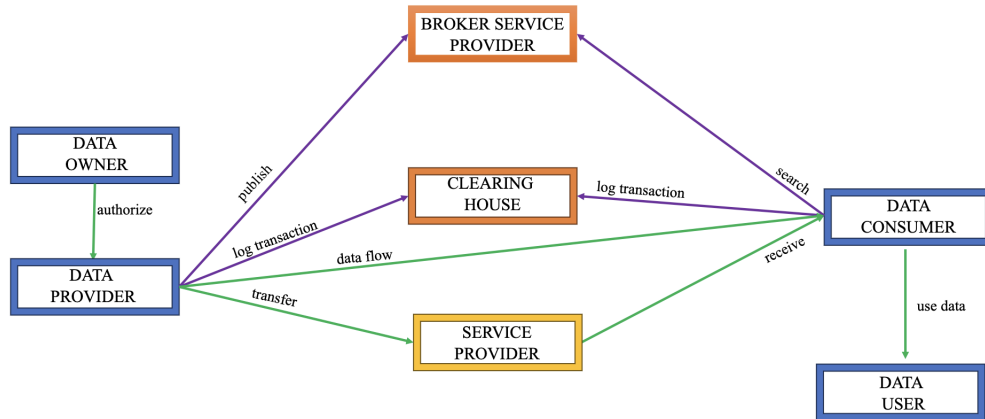 BROKER SERVICE
PROVIDER
DATA
OWNER
publish
search
authorize
CLEARING
HOUSE
log transaction
log transaction
DATA
CONSUMER
DATA
PROVIDER
data flow
receive
transfer
SERVICE
PROVIDER
use data
DATA
USER